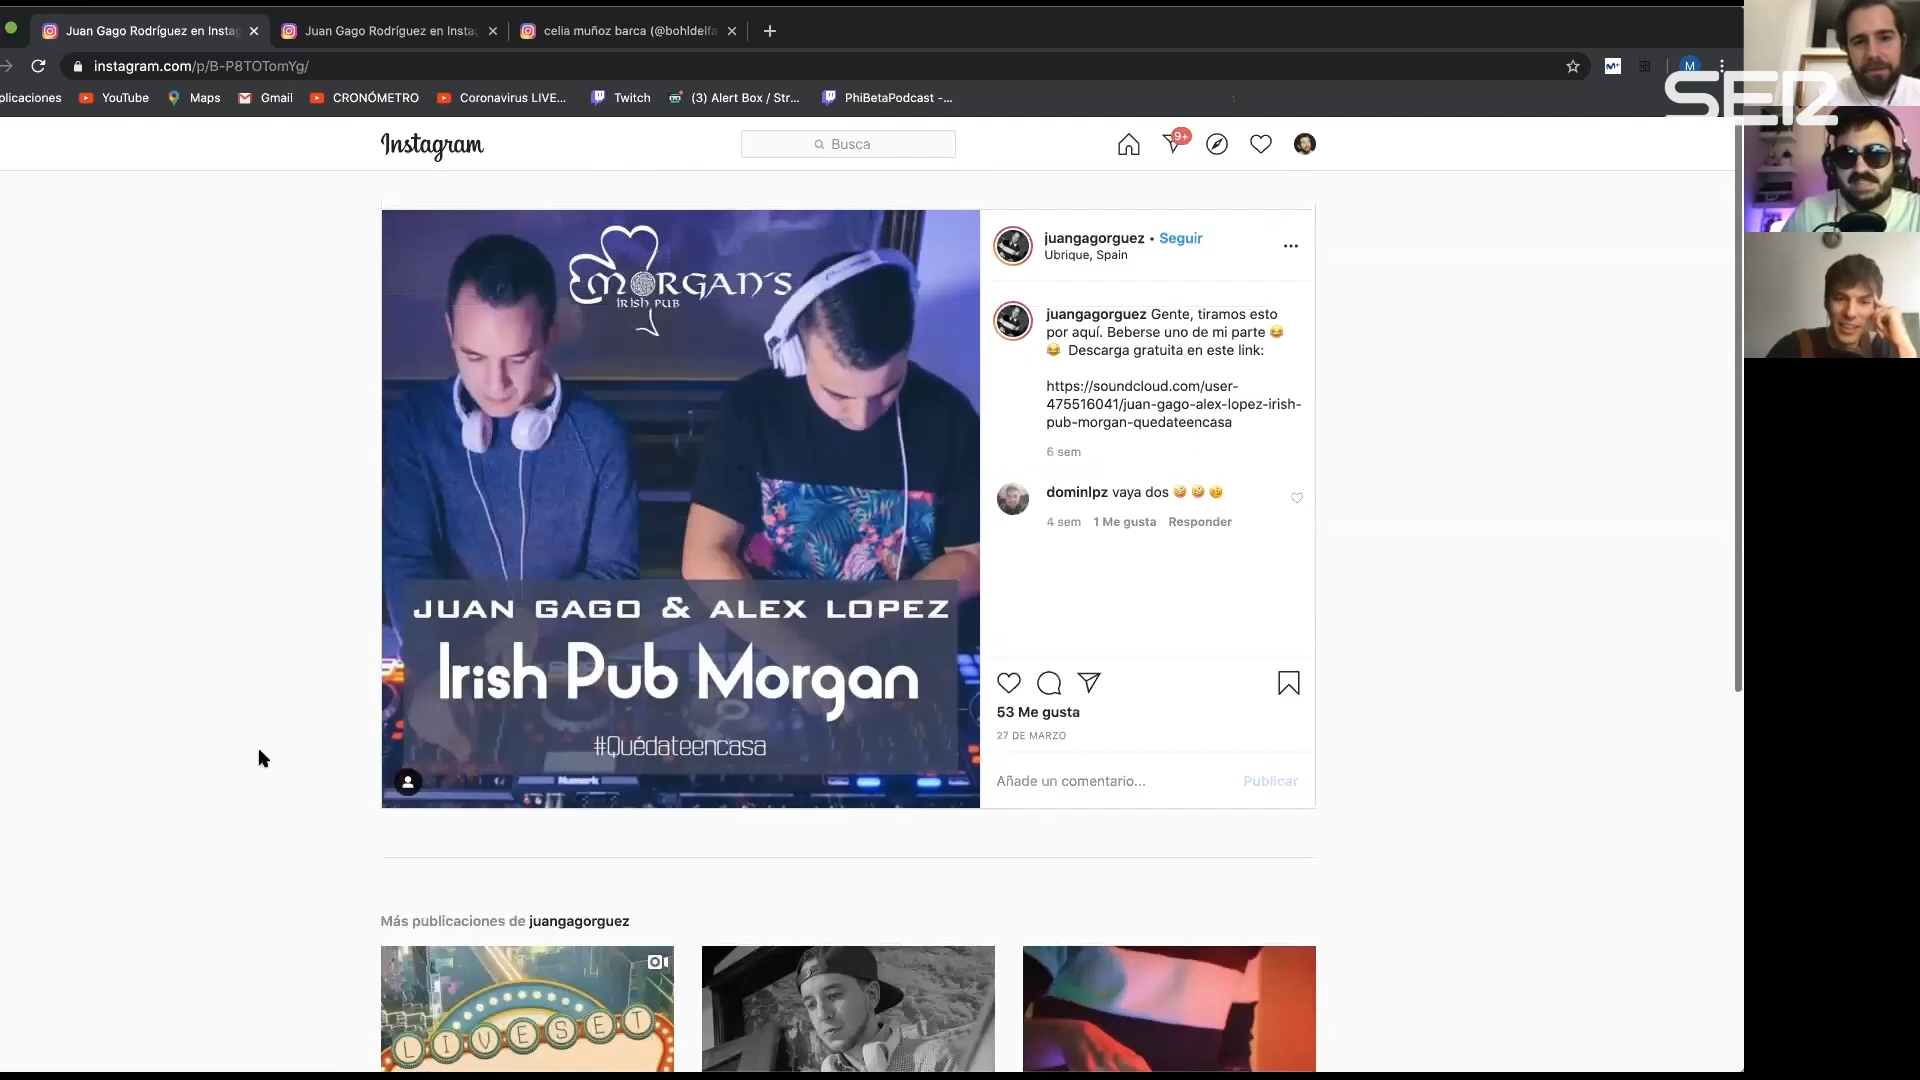 Juan Gago Rodríguez en Insta
Juan Gago Rodríguez en Insta
celia muñoz barca (@bohldelfa
instagram.com/p/B-P8TOTomYg/
M
plicaciones
YouTube
Maps
Gmail
CRONÓMETRO
Coronavirus LIVE...
Twitch
(3) Alert Box / Str...
PhiBetaPodcast -...
SER
Instagram
Busca
9+
MORGAN'S
IRISH PUB
JUAN GAGO & ALEX LOPEZ
Irish Pub Morgan
#Quédateencasa
Numark
juangagorguez • Seguir
Ubrique, Spain
juangagorguez Gente, tiramos esto
por aquí. Beberse uno de mi parte 😂
😂 Descarga gratuita en este link:
https://soundcloud.com/user-
475516041/juan-gago-alex-lopez-irish-
pub-morgan-quedateencasa
6 sem
dominlpz vaya dos 🤪🤪🤒
4 sem 1 Me gusta Responder
53 Me gusta
27 DE MARZO
Añade un comentario... Publicar
Más publicaciones de juangagorguez
LIVESET